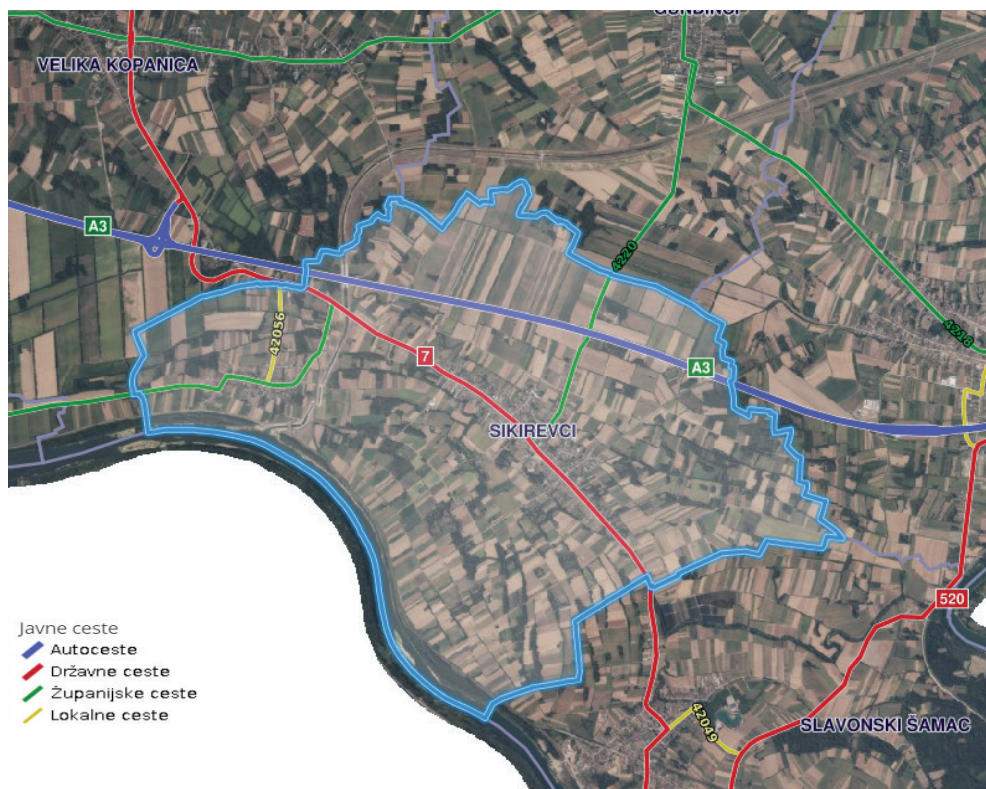 GUNDINCI
VELIKA KOPANICA
A3
4220
42056
4218
7
A3
SIKIREVCI
520
42049
SLAVONSKI ŠAMAC
Javne ceste
Autoceste
Državne ceste
Županijske ceste
Lokalne ceste